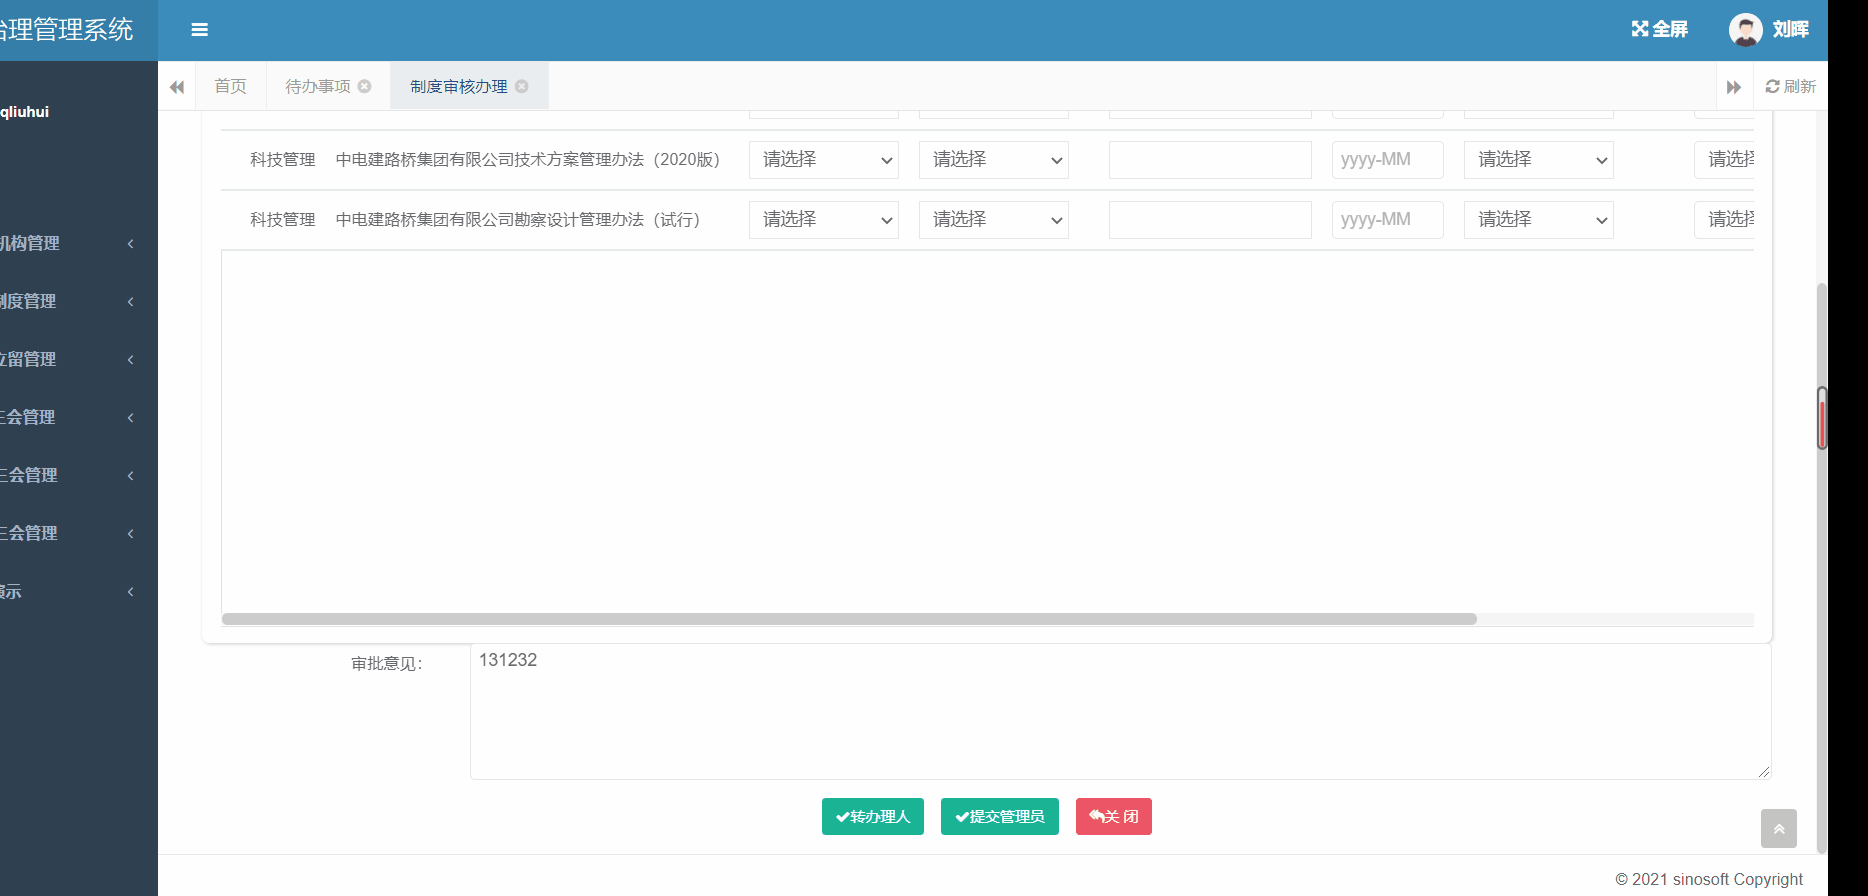 治理管理系统
全屏 刘晖
首页 待办事项 制度审核办理 刷新
qliuhui
机构管理
制度管理
立留管理
三会管理
三会管理
演示
科技管理 中电建路桥集团有限公司技术方案管理办法（2020版） 请选择 请选择 yyyy-MM 请选择 请选择
科技管理 中电建路桥集团有限公司勘察设计管理办法（试行） 请选择 请选择 yyyy-MM 请选择 请选择
审批意见：
131232
转办理人 提交管理员 关 闭
© 2021 sinosoft Copyright